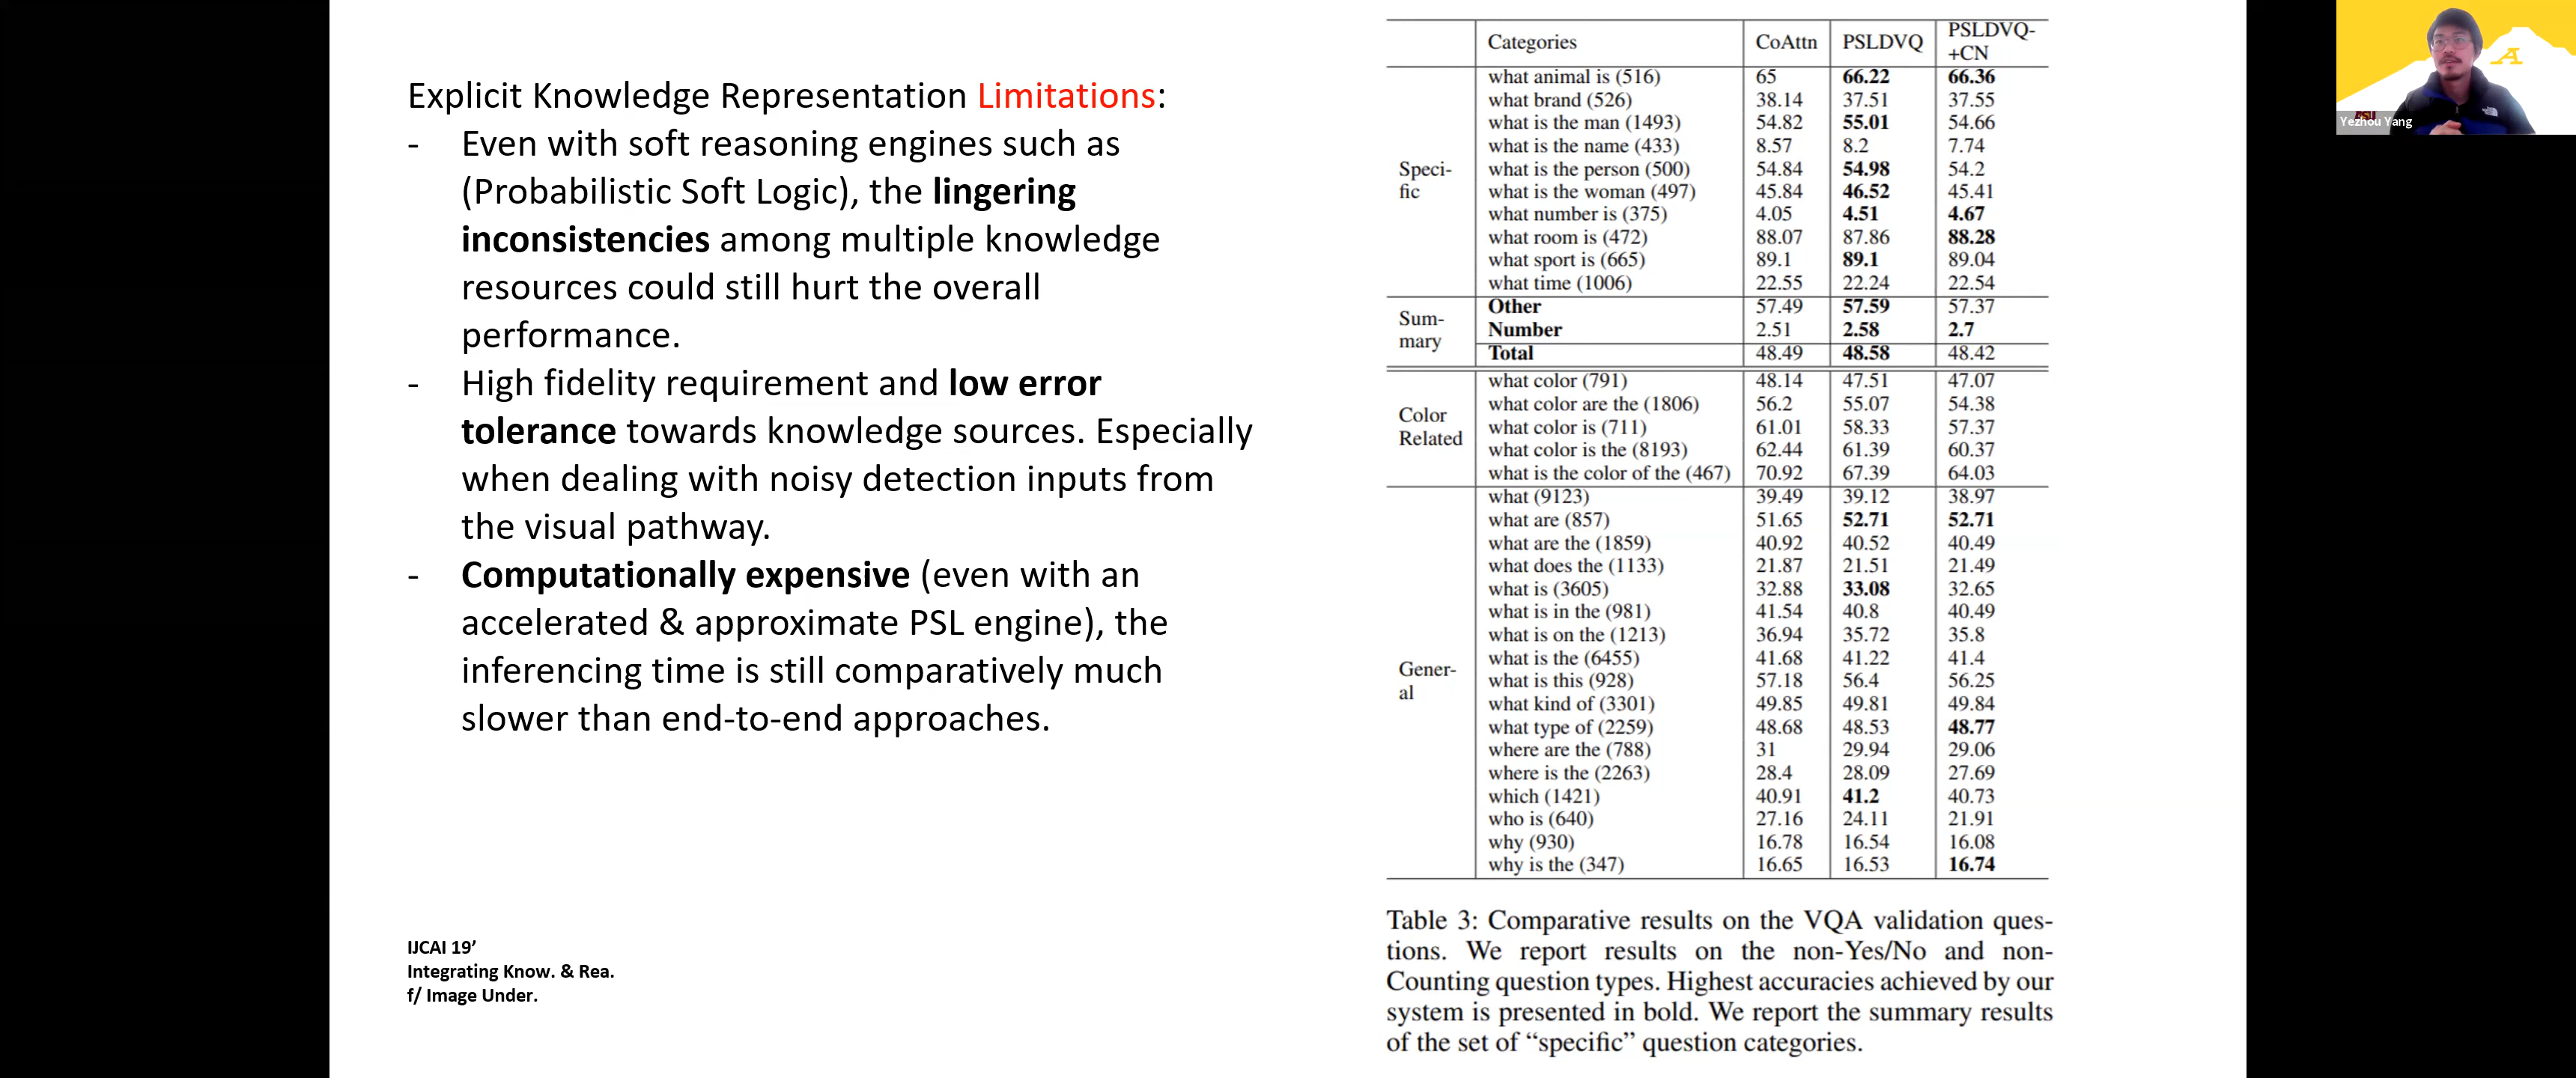 Explicit Knowledge Representation Limitations:
- Even with soft reasoning engines such as
(Probabilistic Soft Logic), the lingering
inconsistencies among multiple knowledge
resources could still hurt the overall
performance.
- High fidelity requirement and low error
tolerance towards knowledge sources. Especially
when dealing with noisy detection inputs from
the visual pathway.
- Computationally expensive (even with an
accelerated & approximate PSL engine), the
inferencing time is still comparatively much
slower than end-to-end approaches.
IJCAI 19’
Integrating Know. & Rea.
f/ Image Under.
Categories CoAttn PSLDVQ PSLDVQ-
+CN
Speci-
fic
what animal is (516) 65 66.22 66.36
what brand (526) 38.14 37.51 37.55
what is the man (1493) 54.82 55.01 54.66
what is the name (433) 8.57 8.2 7.74
what is the person (500) 54.84 54.98 54.2
what is the woman (497) 45.84 46.52 45.41
what number is (375) 4.05 4.51 4.67
what room is (472) 88.07 87.86 88.28
what sport is (665) 89.1 89.1 89.04
what time (1006) 22.55 22.24 22.54
Sum-
mary
Other 57.49 57.59 57.37
Number 2.51 2.58 2.7
Total 48.49 48.58 48.42
Color
Related
what color (791) 48.14 47.51 47.07
what color are the (1806) 56.2 55.07 54.38
what color is (711) 61.01 58.33 57.37
what color is the (8193) 62.44 61.39 60.37
what is the color of the (467) 70.92 67.39 64.03
Gener-
al
what (9123) 39.49 39.12 38.97
what are (857) 51.65 52.71 52.71
what are the (1859) 40.92 40.52 40.49
what does the (1133) 21.87 21.51 21.49
what is (3605) 32.88 33.08 32.65
what is in the (981) 41.54 40.8 40.49
what is on the (1213) 36.94 35.72 35.8
what is the (6455) 41.68 41.22 41.4
what is this (928) 57.18 56.4 56.25
what kind of (3301) 49.85 49.81 49.84
what type of (2259) 48.68 48.53 48.77
where are the (788) 31 29.94 29.06
where is the (2263) 28.4 28.09 27.69
which (1421) 40.91 41.2 40.73
who is (640) 27.16 24.11 21.91
why (930) 16.78 16.54 16.08
why is the (347) 16.65 16.53 16.74
Table 3: Comparative results on the VQA validation ques-
tions. We report results on the non-Yes/No and non-
Counting question types. Highest accuracies achieved by our
system is presented in bold. We report the summary results
of the set of “specific” question categories.
A
Yezhou Yang